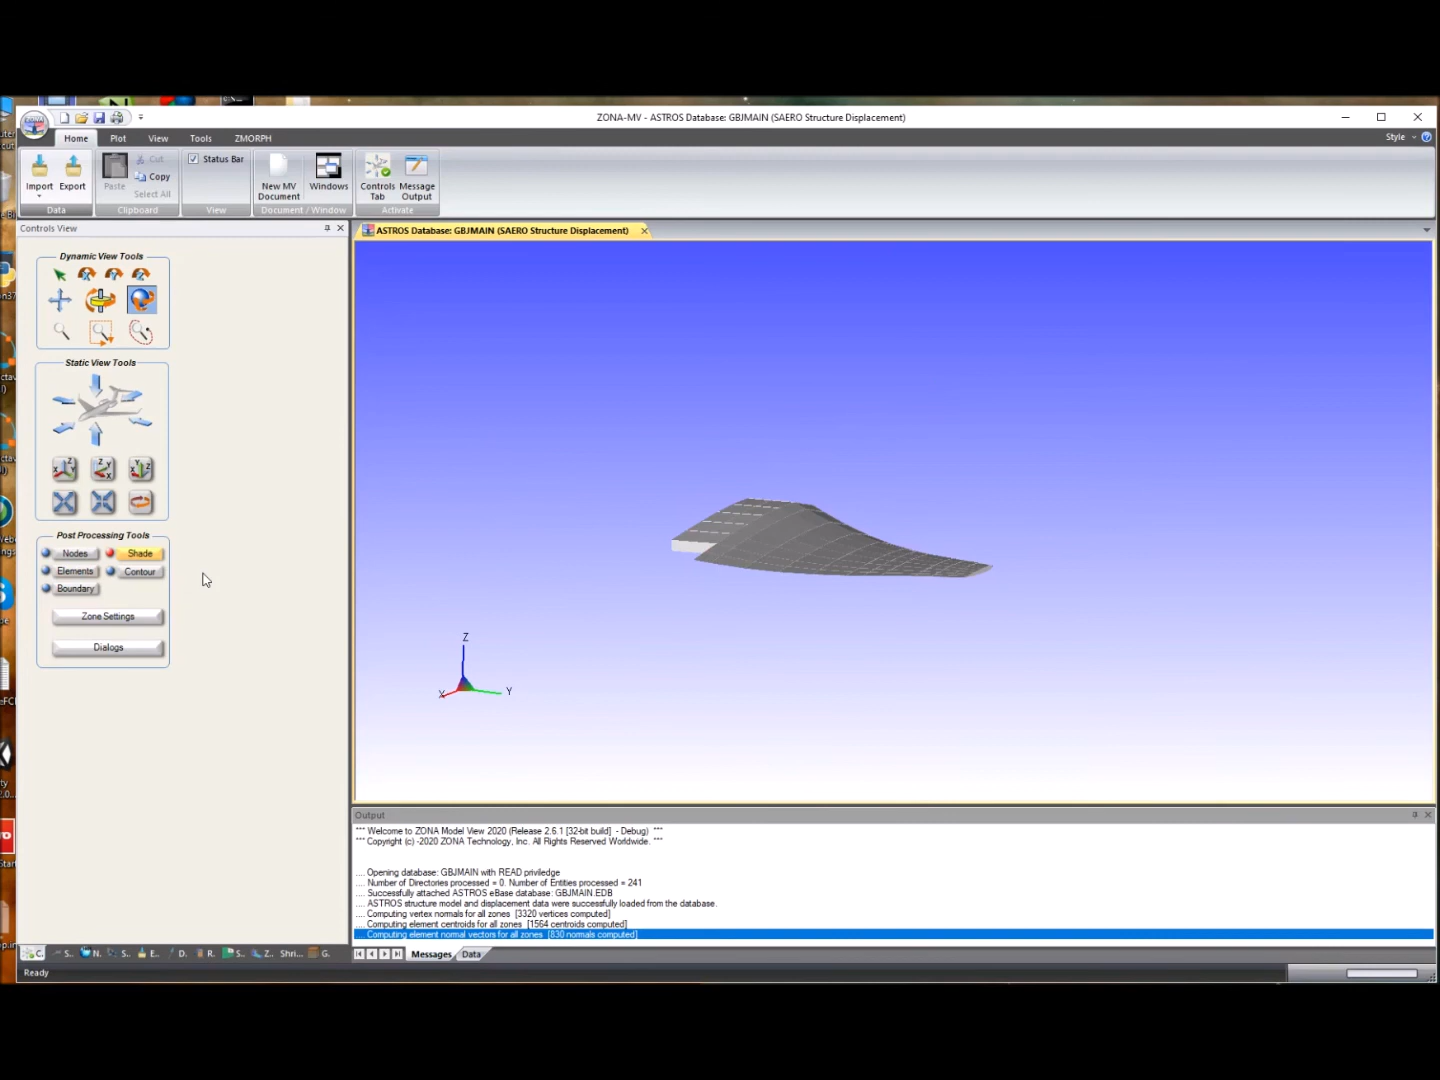 ZONA-MV - ASTROS Database: GBJMAIN (SAERO Structure Displacement)
Home Plot View Tools ZMORPH
Style
Import Export
Paste Cut Copy Select All
Status Bar
New MV Document
Windows
Controls Tab
Message Output
Data Clipboard View Document / Window Activate
Controls View
ASTROS Database: GBJMAIN (SAERO Structure Displacement)
Dynamic View Tools
X Y Z
Static View Tools
Post Processing Tools
Nodes Shade
Elements Contour
Boundary
Zone Settings
Dialogs
Z
X Y
Output
*** Welcome to ZONA Model View 2020 (Release 2.6.1 [32-bit build] - Debug) ***
*** Copyright (c) -2020 ZONA Technology, Inc. All Rights Reserved Worldwide. ***
.... Opening database: GBJMAIN with READ priviledge
.... Number of Directories processed = 0. Number of Entities processed = 241
.... Successfully attached ASTROS eBase database: GBJMAIN.EDB
.... ASTROS structure model and displacement data were successfully loaded from the database.
.... Computing vertex normals for all zones [3320 vertices computed]
.... Computing element centroids for all zones [1564 centroids computed]
.... Computing element normal vectors for all zones [830 normals computed]
C. S.. N. S.. E.. D. R. S.. Z.. Shri... G.
Messages Data
Ready